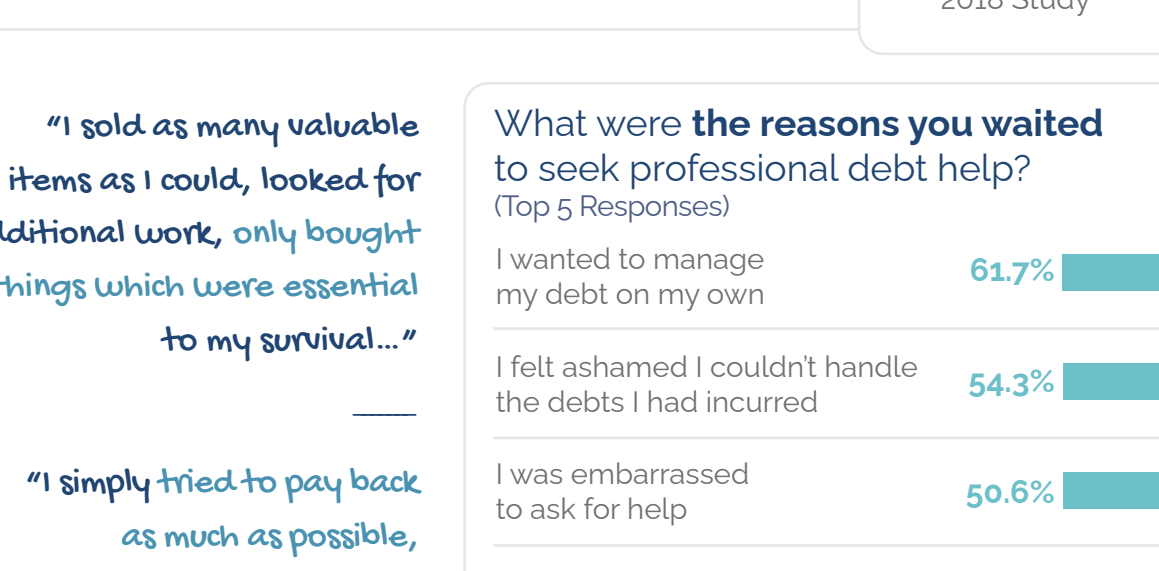 2018 Study
"I sold as many valuable
items as I could, looked for
work, only bought
which were essential
to my survival..."
"I simply tried to pay back
as much as possible,
What were the reasons you waited
to seek professional debt help?
(Top 5 Responses)
I wanted to manage
my debt on my own
61.7%
I felt ashamed I couldn't handle
the debts I had incurred
54.3%
I was embarrassed
to ask for help
50.6%